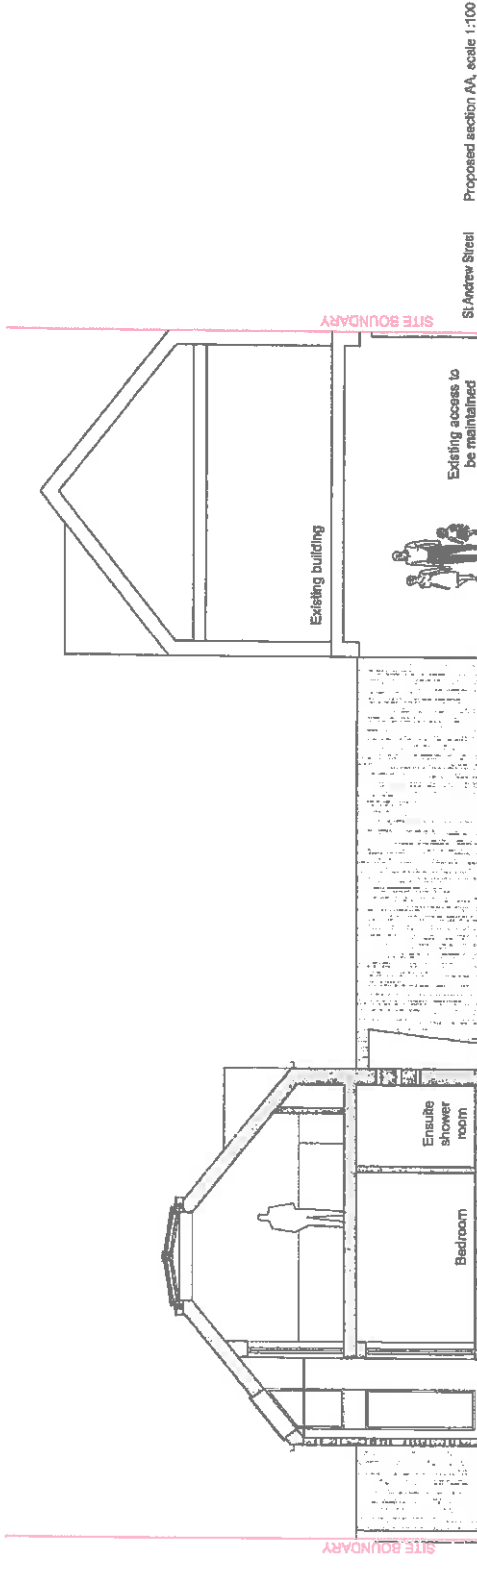 SITE BOUNDARY
SITE BOUNDARY
Existing building
Existing access to
be maintained
Ensuite
shower
room
Bedroom
St Andrew Street
Proposed section AA, scale 1:100